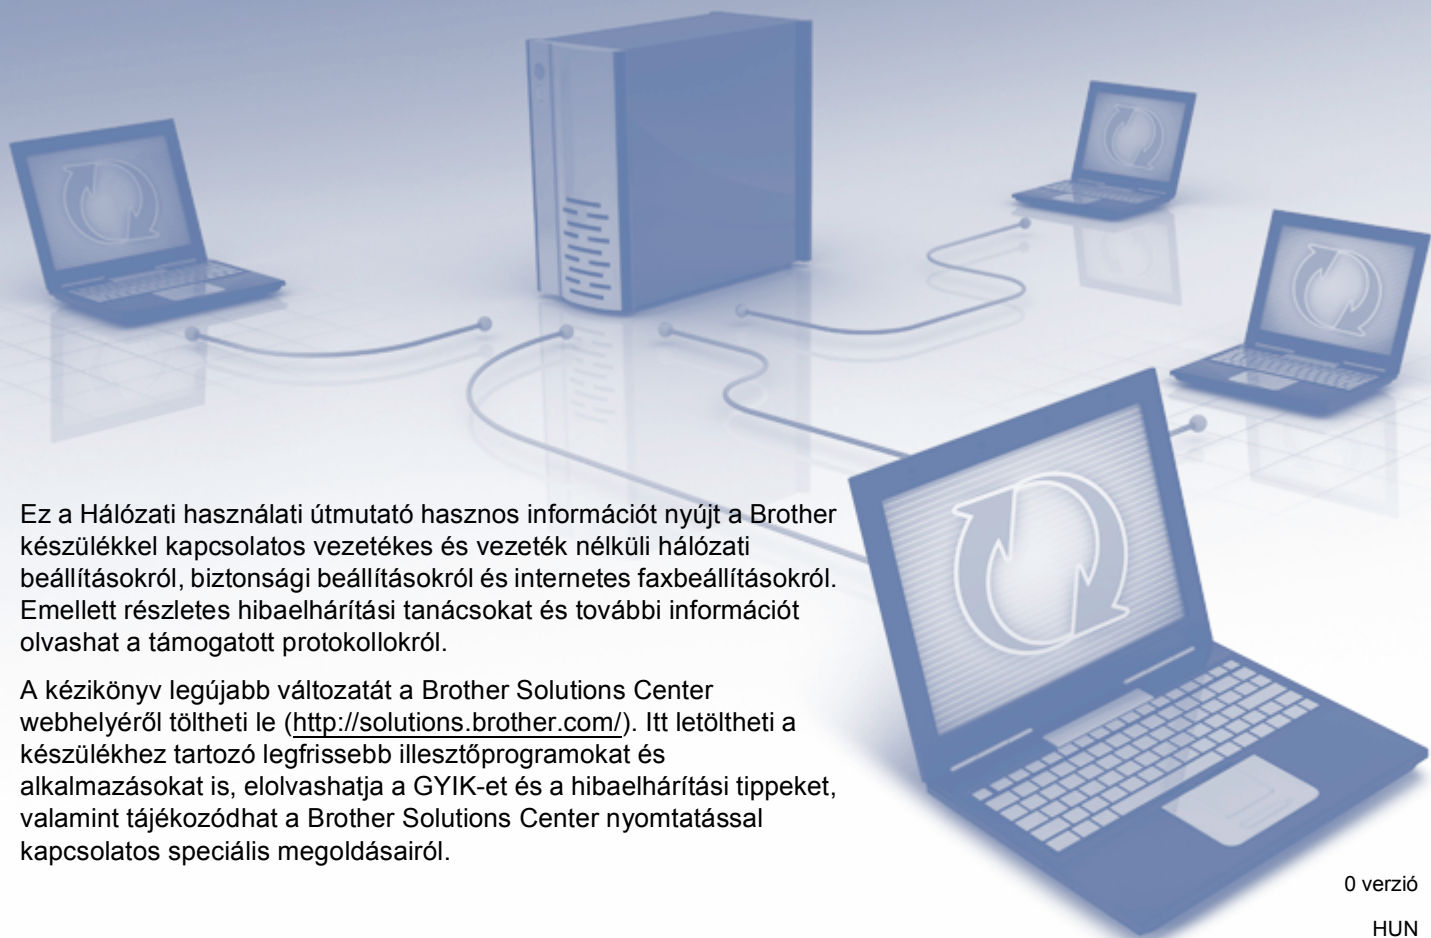 Ez a Hálózati használati útmutató hasznos információt nyújt a Brother
készülékkel kapcsolatos vezetékes és vezeték nélküli hálózati
beállításokról, biztonsági beállításokról és internetes faxbeállításokról.
Emellett részletes hibaelhárítási tanácsokat és további információt
olvashat a támogatott protokollokról.
A kézikönyv legújabb változatát a Brother Solutions Center
webhelyéről töltheti le (http://solutions.brother.com/). Itt letöltheti a
készülékhez tartozó legfrissebb illesztőprogramokat és
alkalmazásokat is, elolvashatja a GYIK-et és a hibaelhárítási tippeket,
valamint tájékozódhat a Brother Solutions Center nyomtatással
kapcsolatos speciális megoldásairól.
0 verzió
HUN